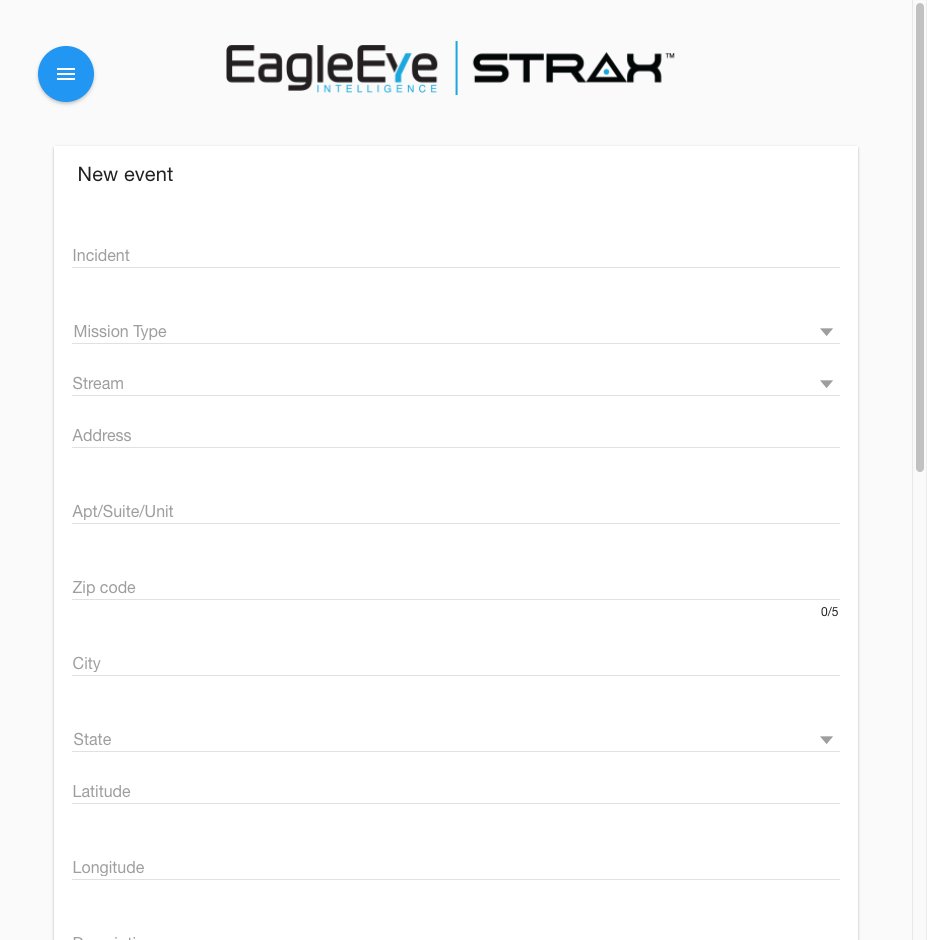 EagleEye
INTELLIGENCE
STRAX™
New event
Incident
Mission Type
Stream
Address
Apt/Suite/Unit
Zip code
0/5
City
State
Latitude
Longitude